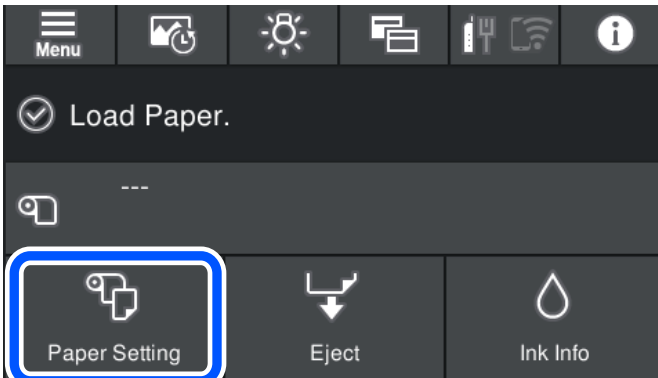 Menu
Load Paper.
---
Paper Setting
Eject
Ink Info